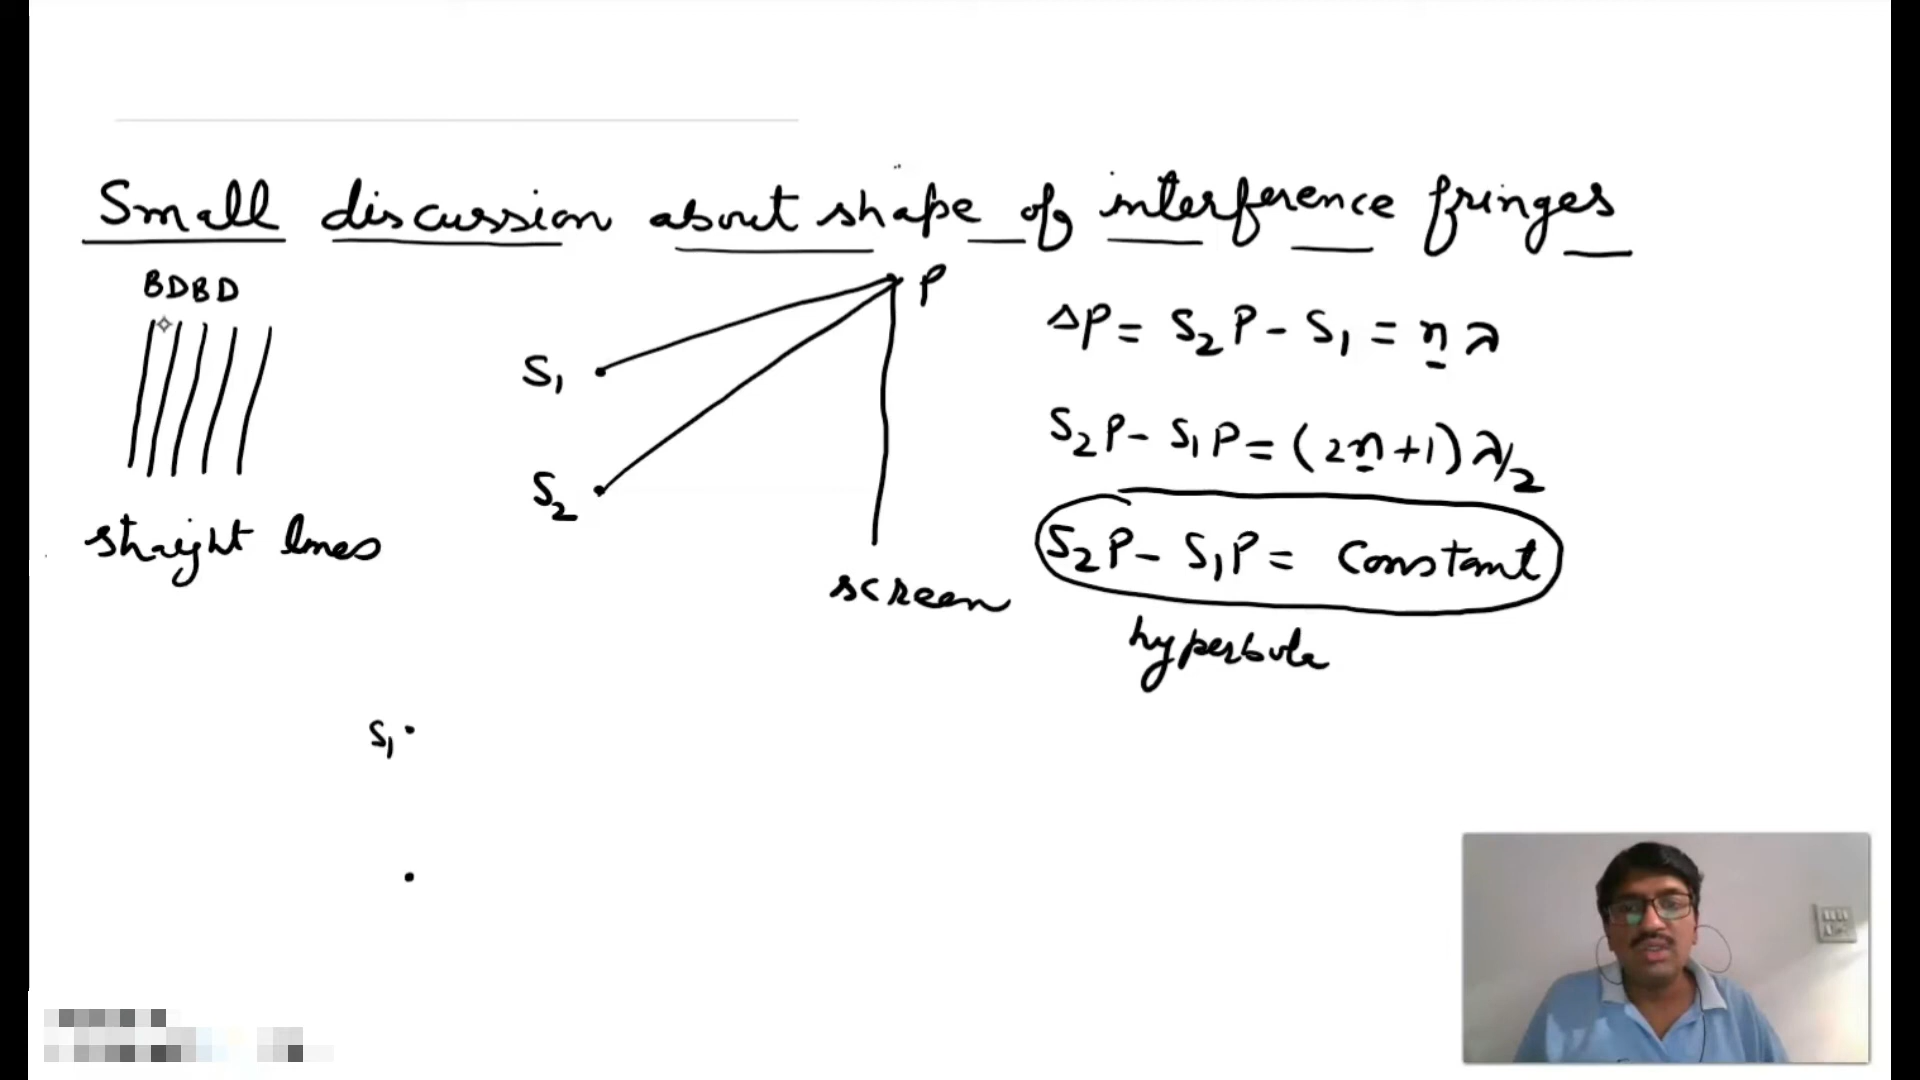 Small discussion about shape of interference fringes
BDBD
straight lines
P
S1
S2
screen
ΔP = S2P - S1 = nλ
S2P - S1P = (2n+1)λ/2
S2P - S1P = Constant
hyperbola
S1